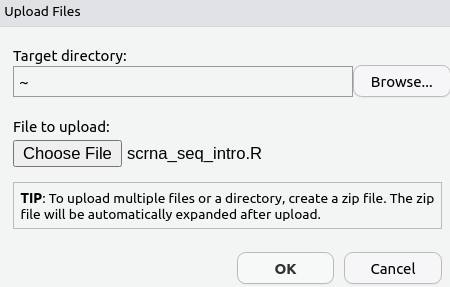 Upload Files
Target directory:
~
Browse...
File to upload:
Choose File scrna_seq_intro.R
TIP: To upload multiple files or a directory, create a zip file. The zip
file will be automatically expanded after upload.
OK
Cancel